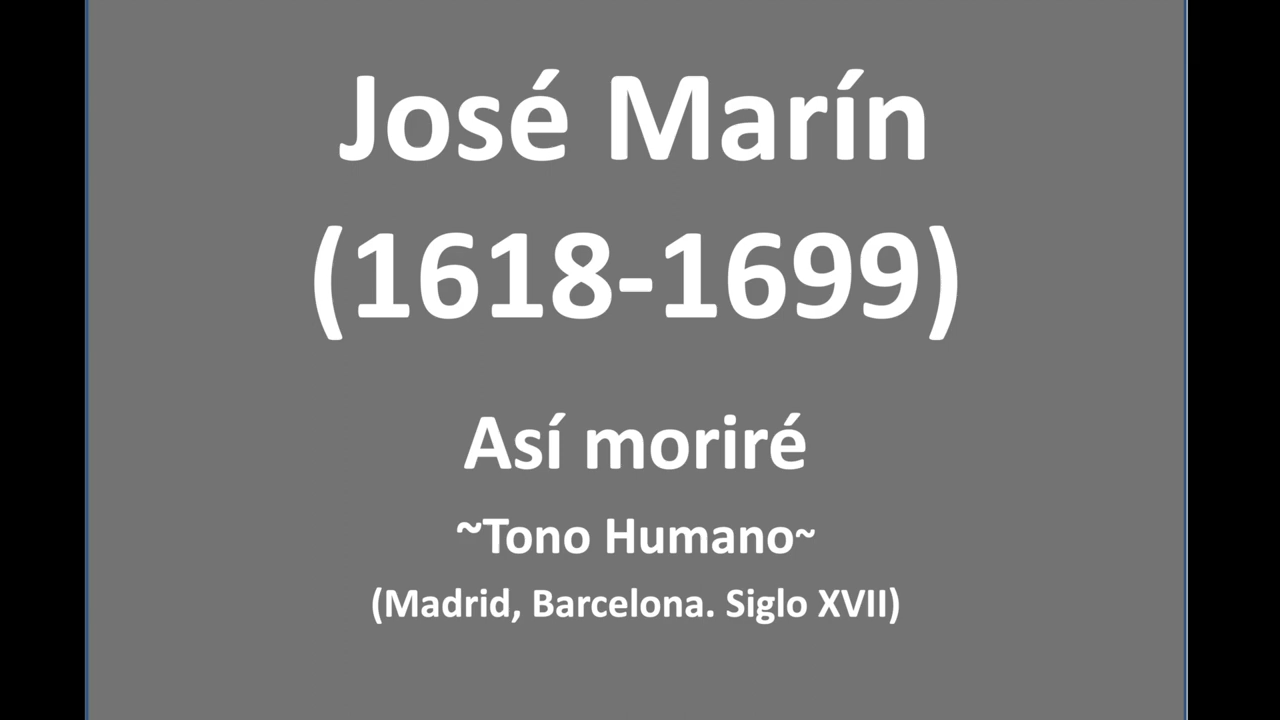 José Marín
(1618-1699)
Así moriré
~Tono Humano~
(Madrid, Barcelona. Siglo XVII)